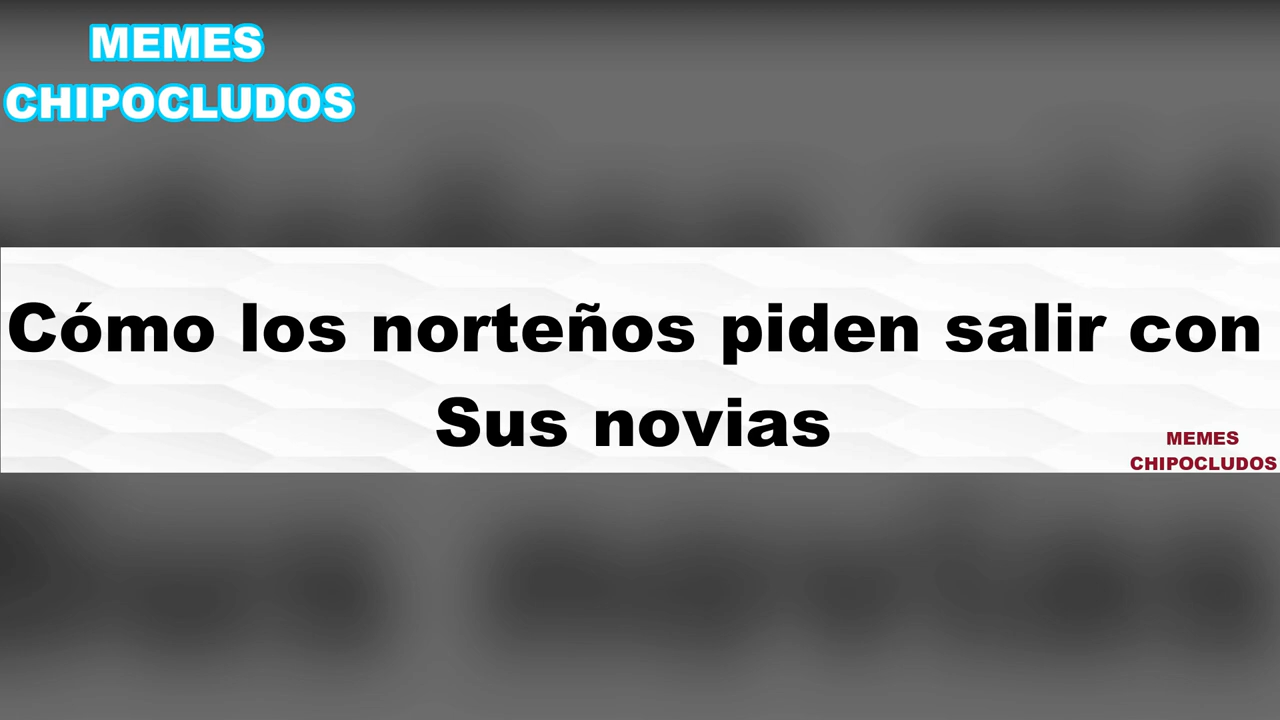 MEMES
CHIPOCLUDOS
Cómo los norteños piden salir con
Sus novias
MEMES
CHIPOCLUDOS